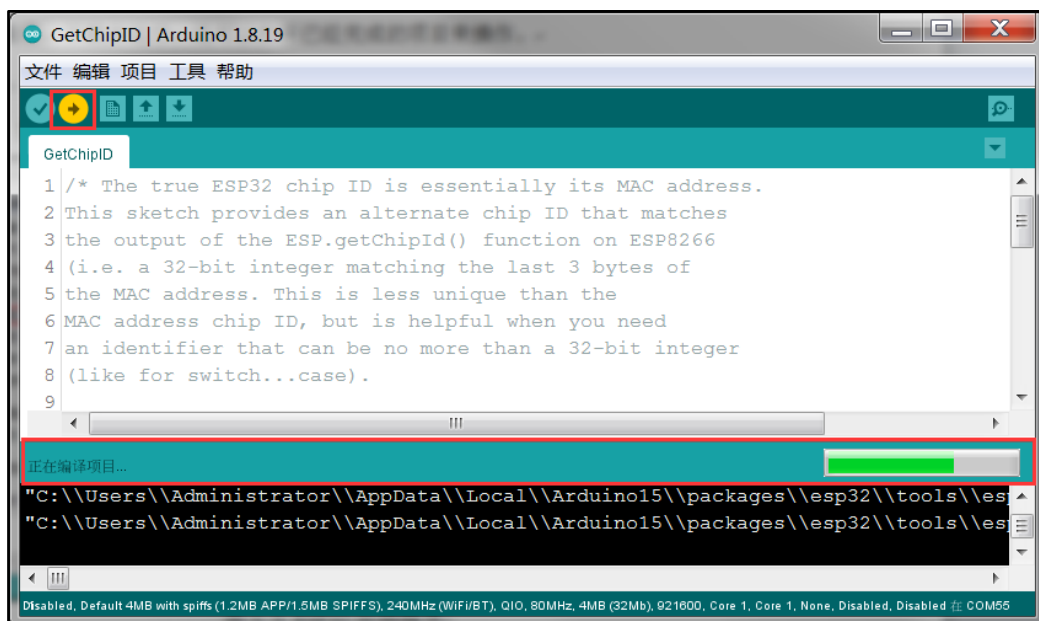 GetChipID | Arduino 1.8.19
文件 编辑 项目 工具 帮助
GetChipID
1 /* The true ESP32 chip ID is essentially its MAC address.
2 This sketch provides an alternate chip ID that matches
3 the output of the ESP.getChipId() function on ESP8266
4 (i.e. a 32-bit integer matching the last 3 bytes of
5 the MAC address. This is less unique than the
6 MAC address chip ID, but is helpful when you need
7 an identifier that can be no more than a 32-bit integer
8 (like for switch...case).
9
正在编译项目...
"C:\\Users\\Administrator\\AppData\\Local\\Arduino15\\packages\\esp32\\tools\\es
"C:\\Users\\Administrator\\AppData\\Local\\Arduino15\\packages\\esp32\\tools\\es
Disabled, Default 4MB with spiffs (1.2MB APP/1.5MB SPIFFS), 240MHz (WiFi/BT), QIO, 80MHz, 4MB (32Mb), 921600, Core 1, Core 1, None, Disabled, Disabled 在 COM55